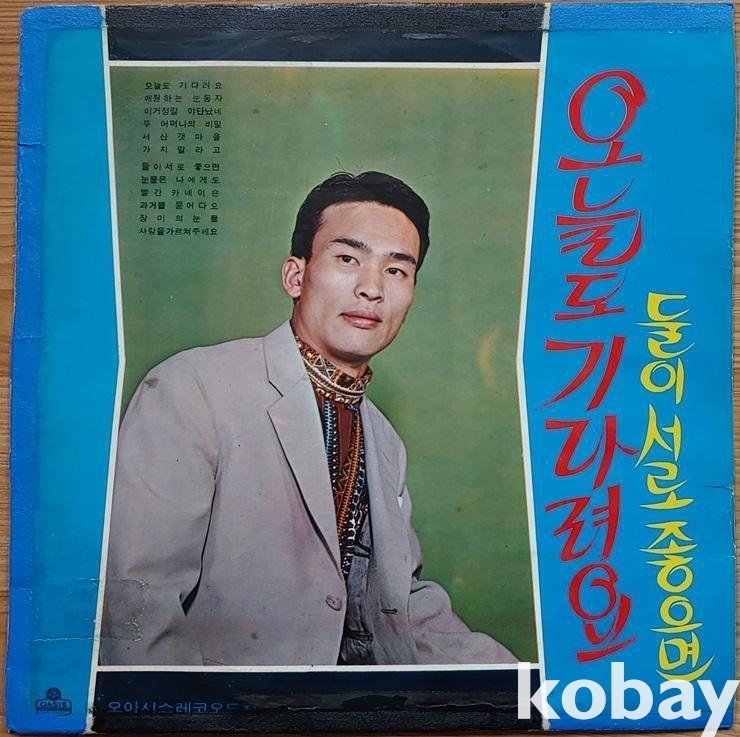 오늘도 기다려요
애원하는 눈동자
이거정말 야단났네
두 어머니의 비밀
서산갯마을
가지말라고
둘이서로 좋으면
눈물은 나에게도
빨간 카네이숀
과거를 묻어다오
장미의눈물
사랑을가르쳐주세요
오늘도기다려요
둘이서로좋으면
OASIS
오아시스레코오드
kobay